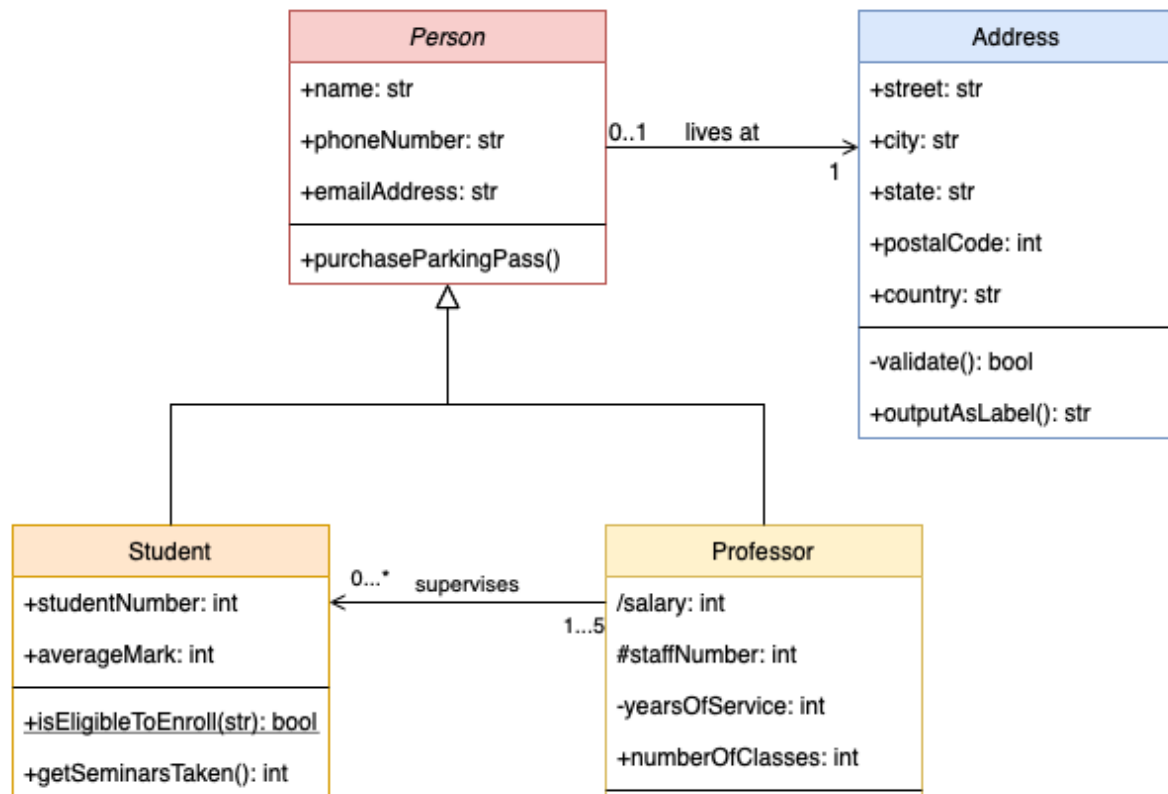 Person
+name: str
+phoneNumber: str
+emailAddress: str
+purchaseParkingPass()
0..1 lives at
1
Address
+street: str
+city: str
+state: str
+postalCode: int
+country: str
-validate(): bool
+outputAsLabel(): str
Student
+studentNumber: int
+averageMark: int
+isEligibleToEnroll(str): bool
+getSeminarsTaken(): int
0...* supervises
1...5
Professor
/salary: int
#staffNumber: int
-yearsOfService: int
+numberOfClasses: int